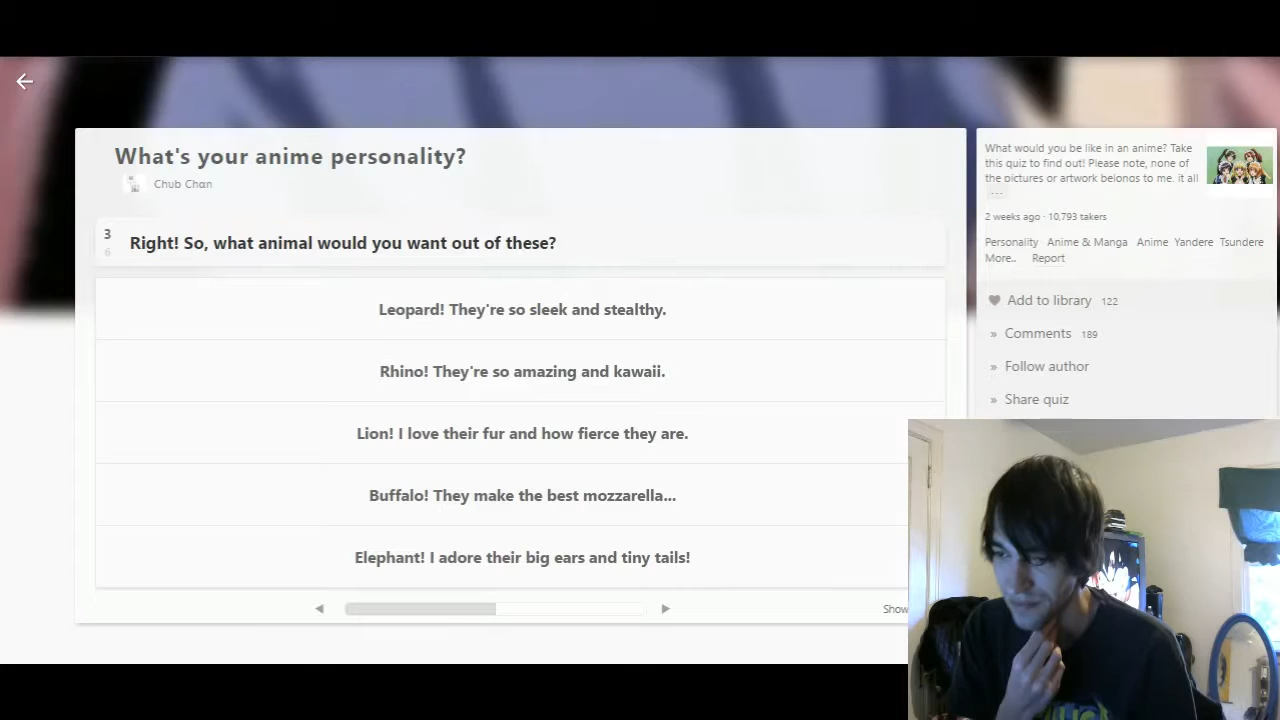 What's your anime personality?
Chub Chan
3
6
Right! So, what animal would you want out of these?
Leopard! They're so sleek and stealthy.
Rhino! They're so amazing and kawaii.
Lion! I love their fur and how fierce they are.
Buffalo! They make the best mozzarella...
Elephant! I adore their big ears and tiny tails!
Show
What would you be like in an anime? Take
this quiz to find out! Please note, none of
the pictures or artwork belongs to me, it all
...
2 weeks ago · 10,793 takers
Personality Anime & Manga Anime Yandere Tsundere
More.. Report
Add to library 122
» Comments 189
» Follow author
» Share quiz